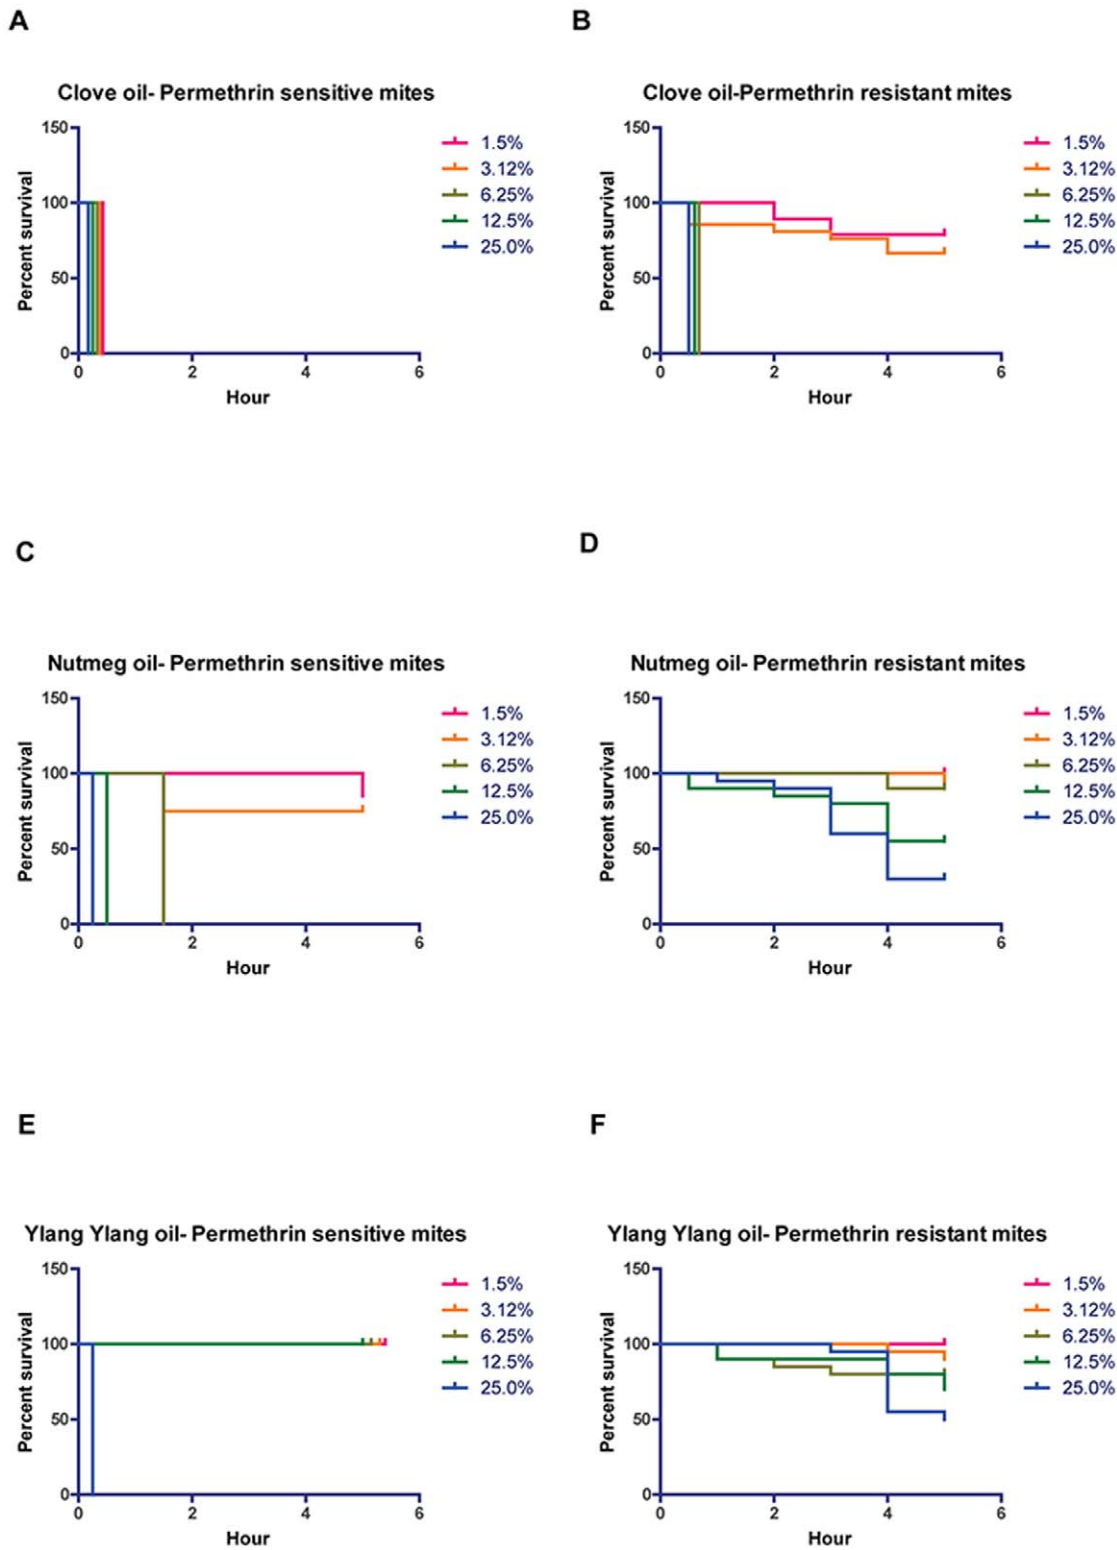 A
B
Clove oil- Permethrin sensitive mites
150
100
50
0
Percent survival
0 2 4 6
Hour
1.5%
3.12%
6.25%
12.5%
25.0%
Clove oil-Permethrin resistant mites
150
100
50
0
Percent survival
0 2 4 6
Hour
1.5%
3.12%
6.25%
12.5%
25.0%
C
D
Nutmeg oil- Permethrin sensitive mites
150
100
50
0
Percent survival
0 2 4 6
Hour
1.5%
3.12%
6.25%
12.5%
25.0%
Nutmeg oil- Permethrin resistant mites
150
100
50
0
Percent survival
0 2 4 6
Hour
1.5%
3.12%
6.25%
12.5%
25.0%
E
F
Ylang Ylang oil- Permethrin sensitive mites
150
100
50
0
Percent survival
0 2 4 6
Hour
1.5%
3.12%
6.25%
12.5%
25.0%
Ylang Ylang oil- Permethrin resistant mites
150
100
50
0
Percent survival
0 2 4 6
Hour
1.5%
3.12%
6.25%
12.5%
25.0%